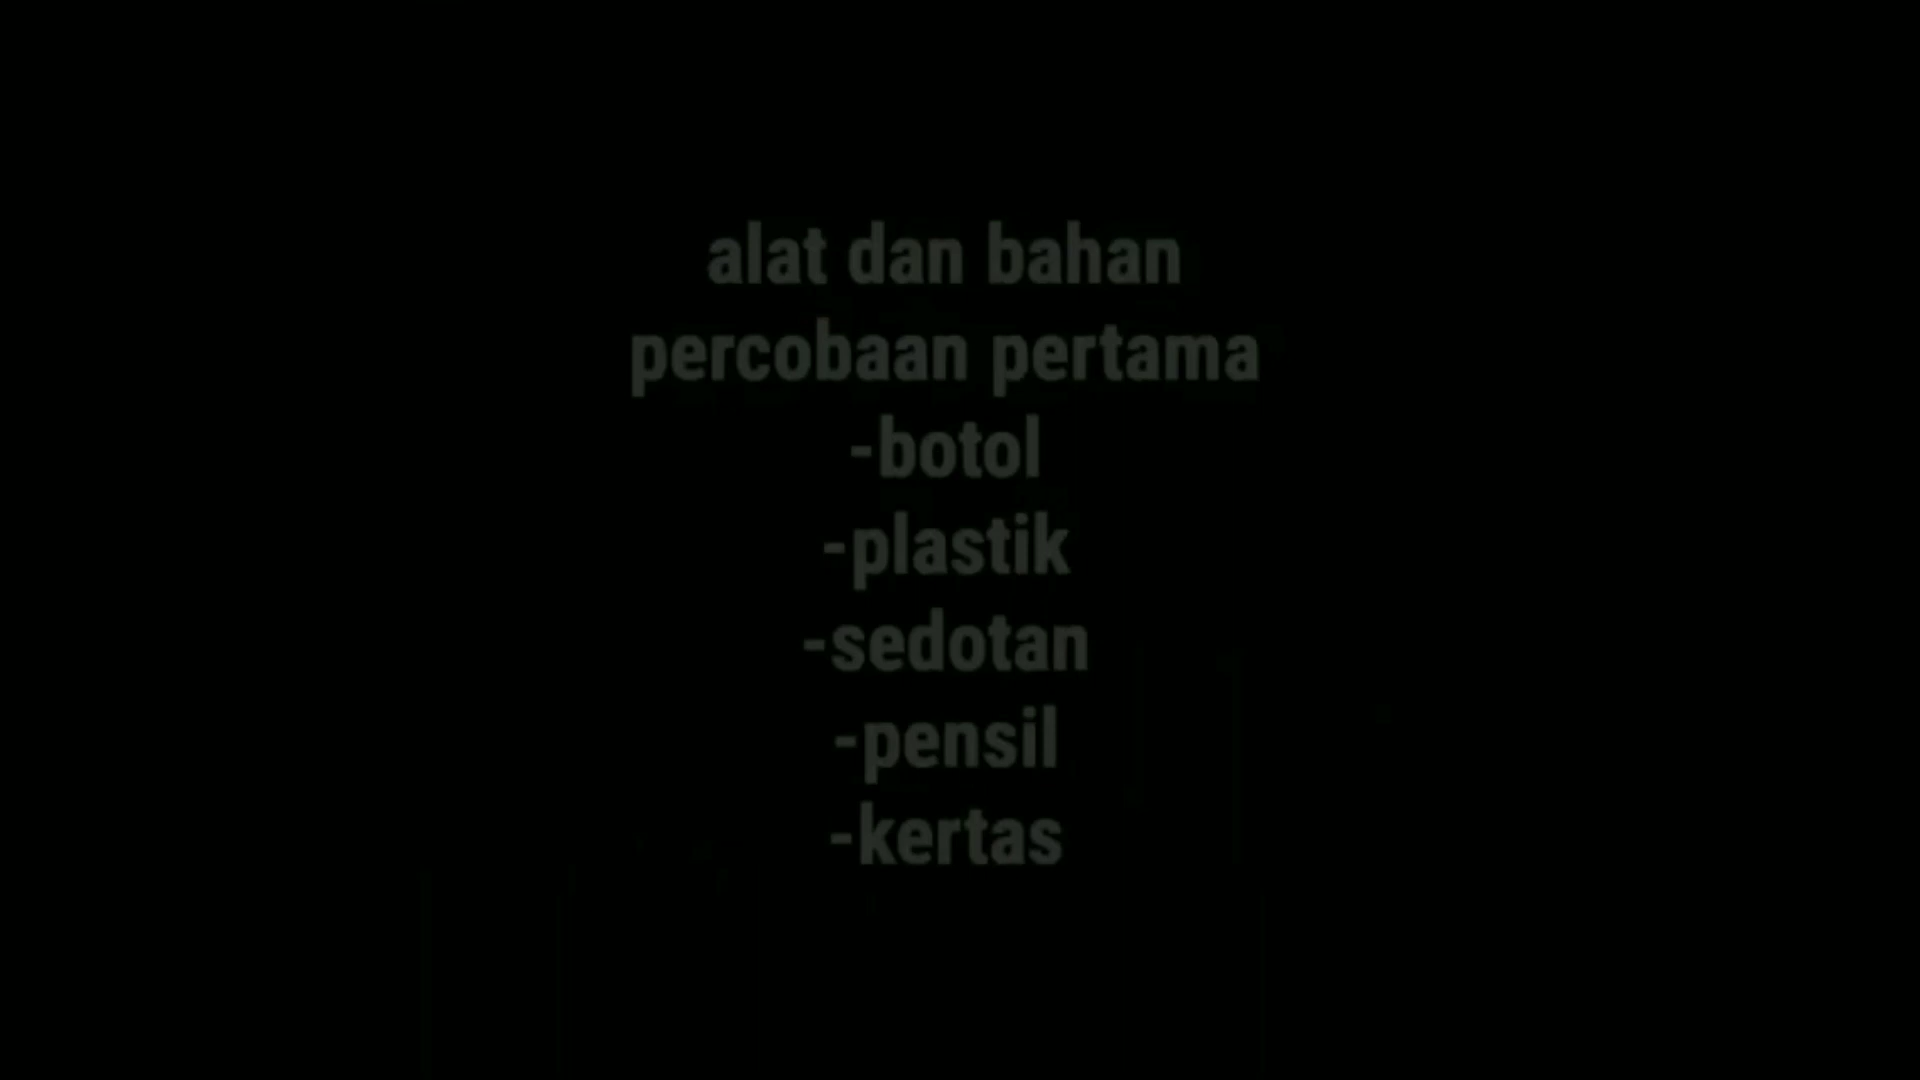 alat dan bahan
percobaan pertama
-botol
-plastik
-sedotan
-pensil
-kertas